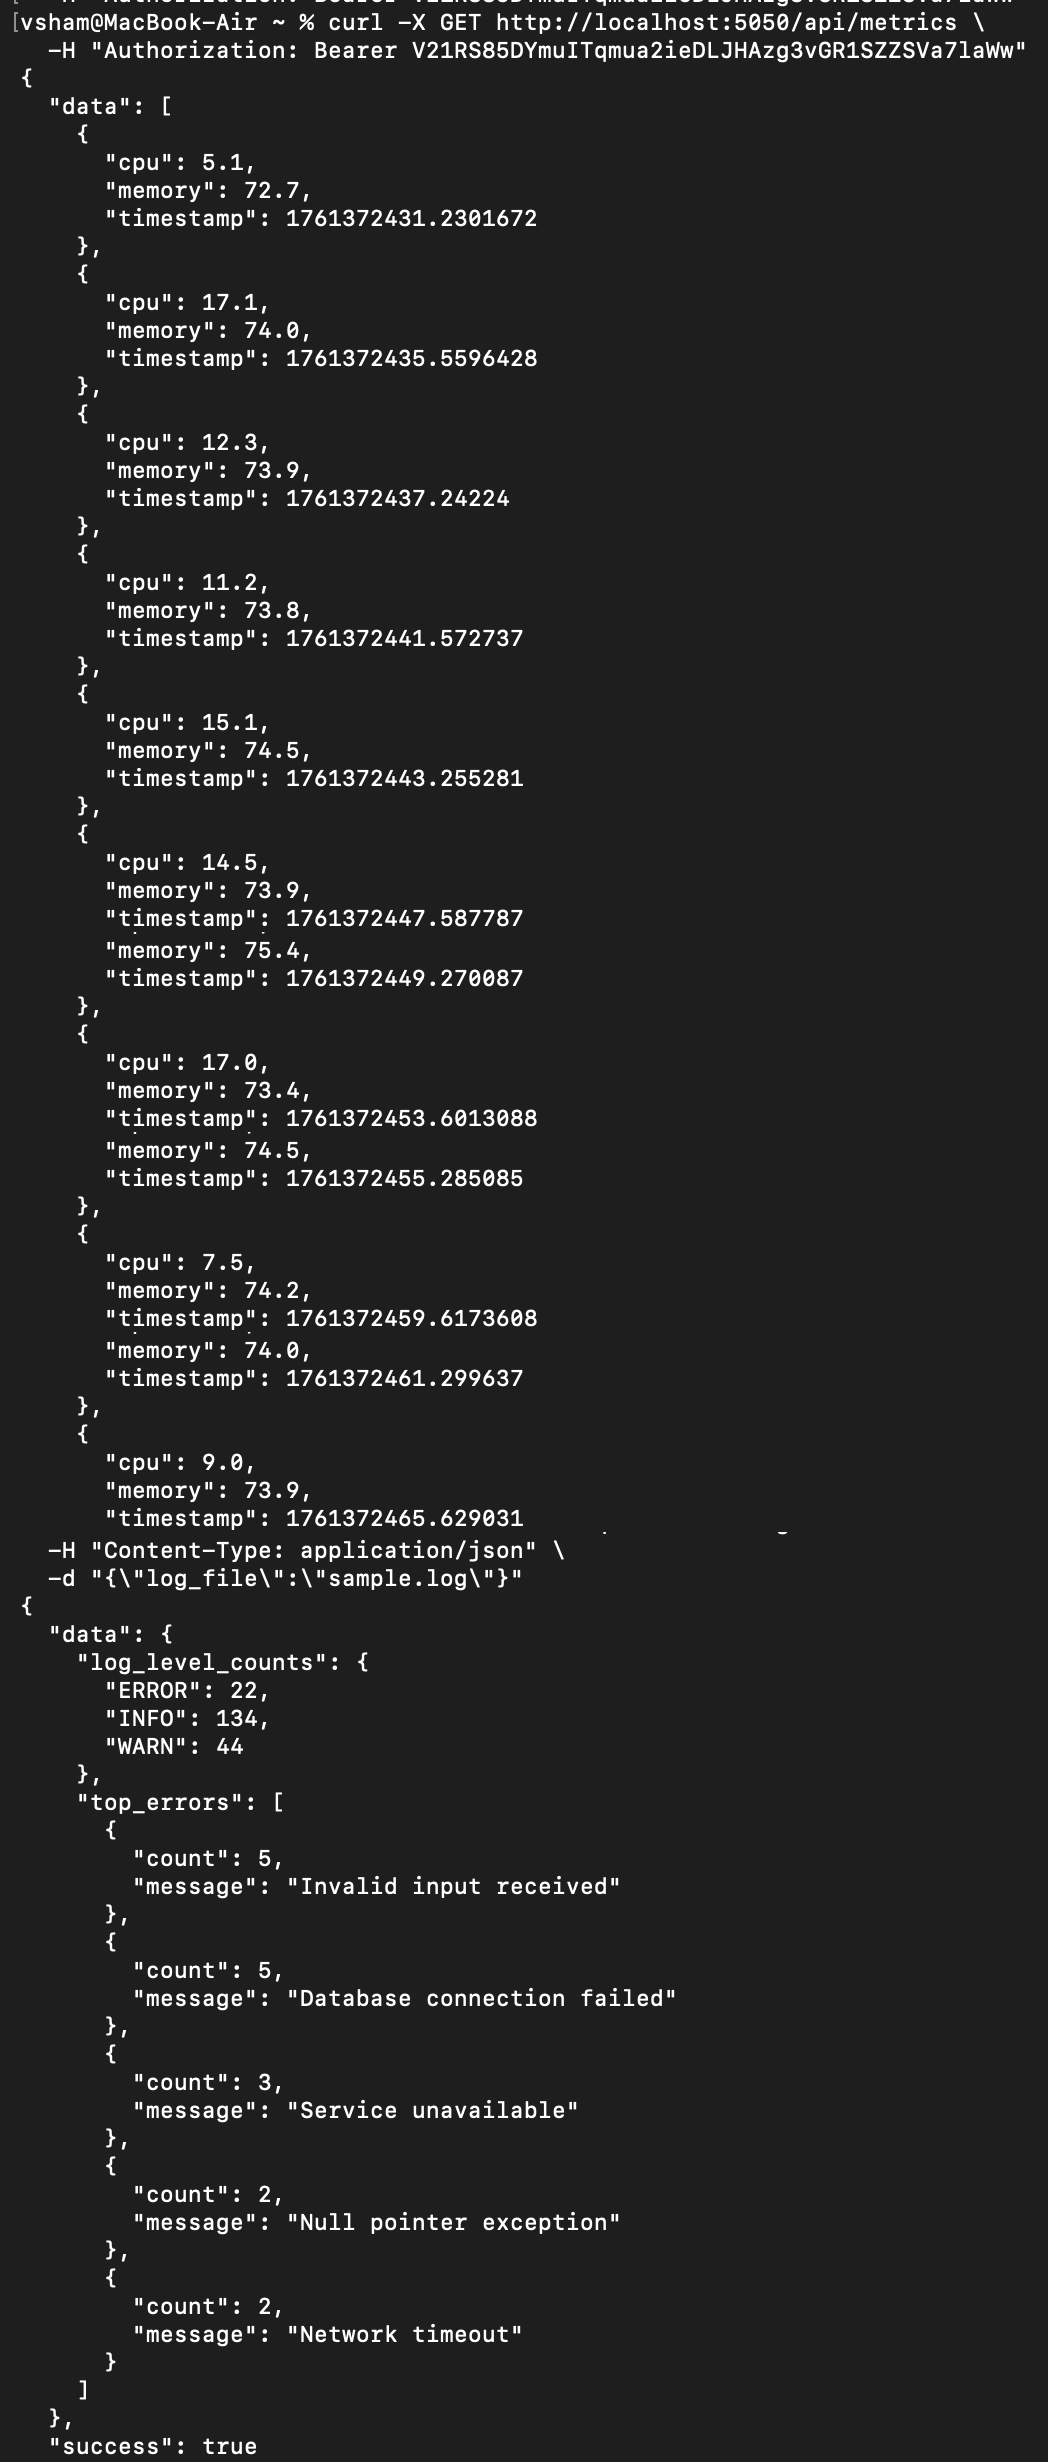 [vsham@MacBook-Air ~ % curl -X GET http://localhost:5050/api/metrics \
-H "Authorization: Bearer V21RS85DYmuITqmua2ieDLJHAzg3vGR1SZZSVa7laWw"
{
"data": [
{
"cpu": 5.1,
"memory": 72.7,
"timestamp": 1761372431.2301672
},
{
"cpu": 17.1,
"memory": 74.0,
"timestamp": 1761372435.5596428
},
{
"cpu": 12.3,
"memory": 73.9,
"timestamp": 1761372437.24224
},
{
"cpu": 11.2,
"memory": 73.8,
"timestamp": 1761372441.572737
},
{
"cpu": 15.1,
"memory": 74.5,
"timestamp": 1761372443.255281
},
{
"cpu": 14.5,
"memory": 73.9,
"timestamp": 1761372447.587787
"memory": 75.4,
"timestamp": 1761372449.270087
},
{
"cpu": 17.0,
"memory": 73.4,
"timestamp": 1761372453.6013088
"memory": 74.5,
"timestamp": 1761372455.285085
},
{
"cpu": 7.5,
"memory": 74.2,
"timestamp": 1761372459.6173608
"memory": 74.0,
"timestamp": 1761372461.299637
},
{
"cpu": 9.0,
"memory": 73.9,
"timestamp": 1761372465.629031
-H "Content-Type: application/json" \
-d "{\"log_file\":\"sample.log\"}"
{
"data": {
"log_level_counts": {
"ERROR": 22,
"INFO": 134,
"WARN": 44
},
"top_errors": [
{
"count": 5,
"message": "Invalid input received"
},
{
"count": 5,
"message": "Database connection failed"
},
{
"count": 3,
"message": "Service unavailable"
},
{
"count": 2,
"message": "Null pointer exception"
},
{
"count": 2,
"message": "Network timeout"
}
]
},
"success": true